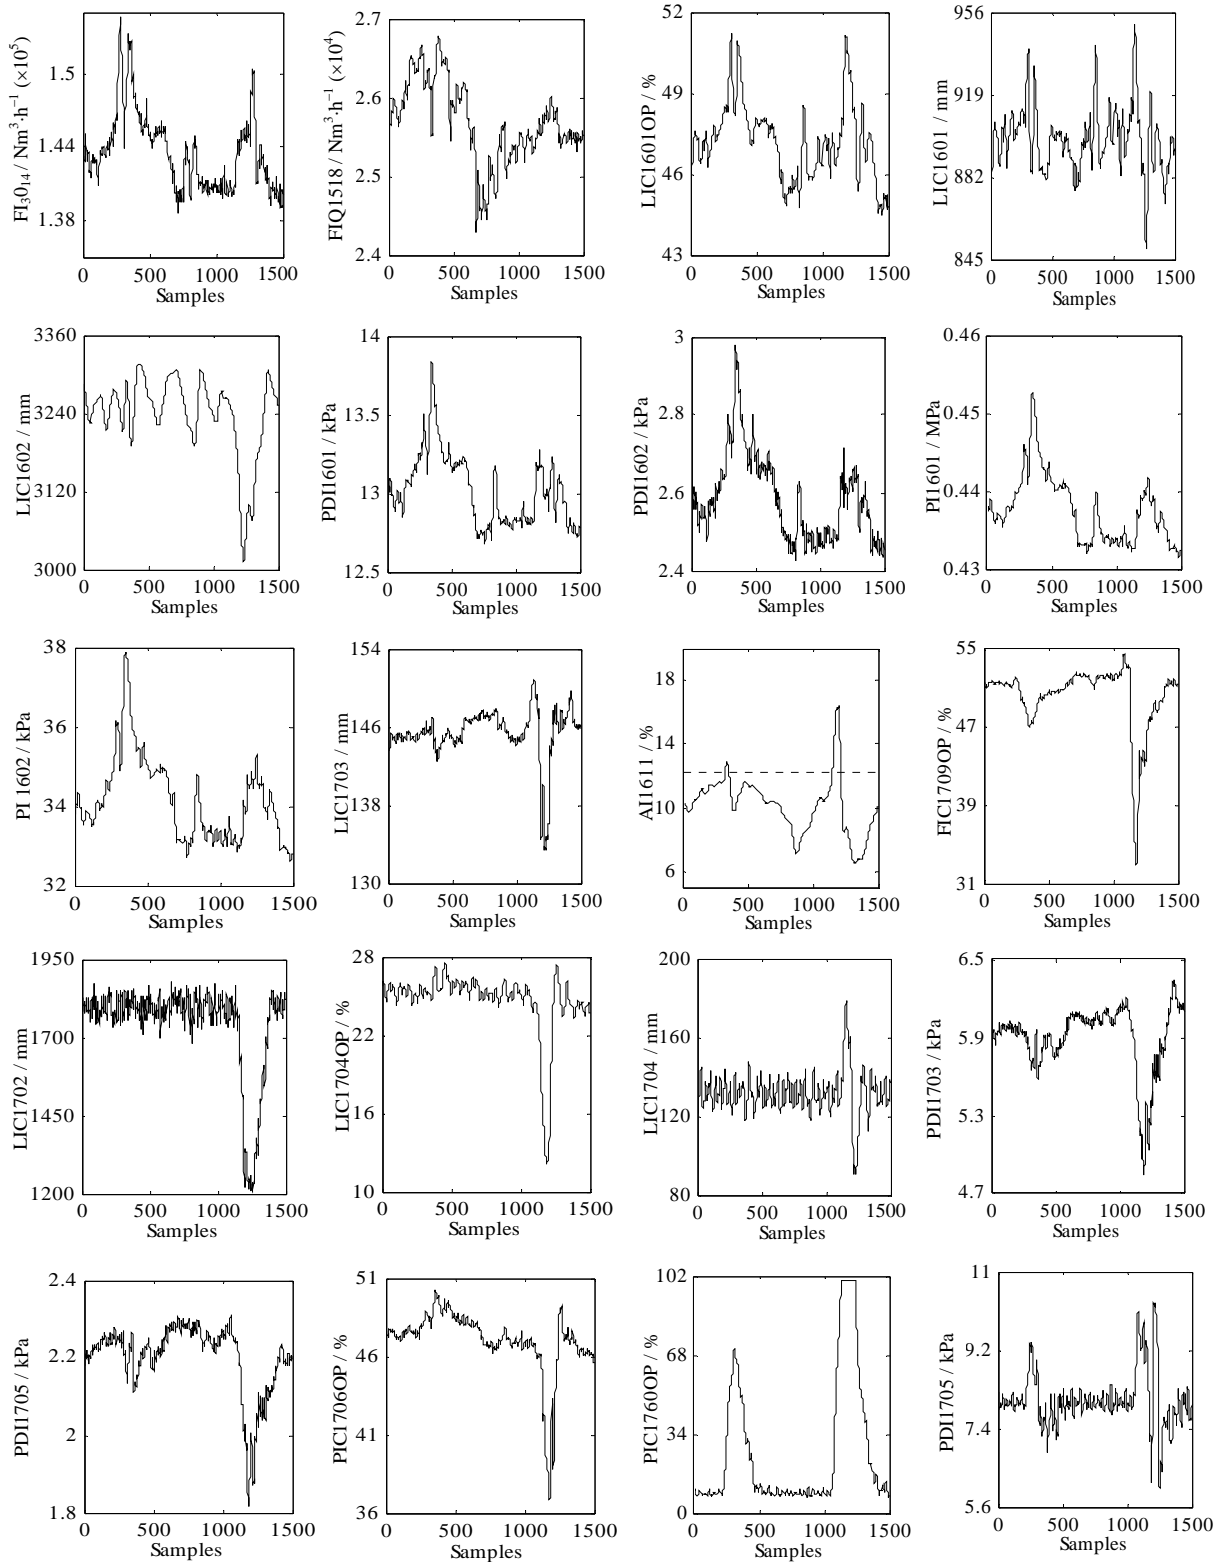 FI3014 / Nm³·h⁻¹ (×10⁵)
1.5
1.44
1.38
0 500 1000 1500
Samples
FIQ1518 / Nm³·h⁻¹ (×10⁴)
2.7
2.6
2.5
2.4
0 500 1000 1500
Samples
LIC1601OP / %
52
49
46
43
0 500 1000 1500
Samples
LIC1601 / mm
956
919
882
845
0 500 1000 1500
Samples
LIC1602 / mm
3360
3240
3120
3000
0 500 1000 1500
Samples
PDI1601 / kPa
14
13.5
13
12.5
0 500 1000 1500
Samples
PDI1602 / kPa
3
2.8
2.6
2.4
0 500 1000 1500
Samples
PI1601 / MPa
0.46
0.45
0.44
0.43
0 500 1000 1500
Samples
PI 1602 / kPa
38
36
34
32
0 500 1000 1500
Samples
LIC1703 / mm
154
146
138
130
0 500 1000 1500
Samples
AI1611 / %
18
14
10
6
0 500 1000 1500
Samples
FIC1709OP / %
55
47
39
31
0 500 1000 1500
Samples
LIC1702 / mm
1950
1700
1450
1200
0 500 1000 1500
Samples
LIC1704OP / %
28
22
16
10
0 500 1000 1500
Samples
LIC1704 / mm
200
160
120
80
0 500 1000 1500
Samples
PDI1703 / kPa
6.5
5.9
5.3
4.7
0 500 1000 1500
Samples
PDI1705 / kPa
2.4
2.2
2
1.8
0 500 1000 1500
Samples
PIC1706OP / %
51
46
41
36
0 500 1000 1500
Samples
PIC1760OP / %
102
68
34
0
0 500 1000 1500
Samples
PDI1705 / kPa
11
9.2
7.4
5.6
0 500 1000 1500
Samples